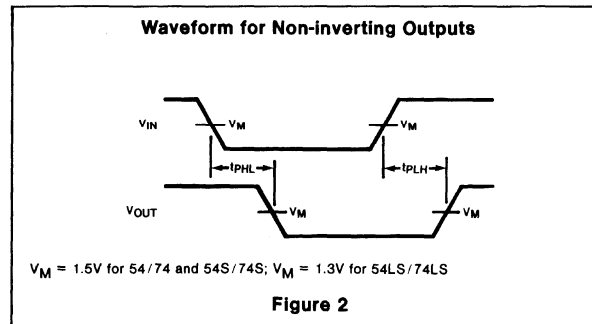 Waveform for Non-inverting Outputs
VIN
VM
VM
tPHL
tPLH
VOUT
VM
VM
VM = 1.5V for 54/74 and 54S/74S; VM = 1.3V for 54LS/74LS
Figure 2